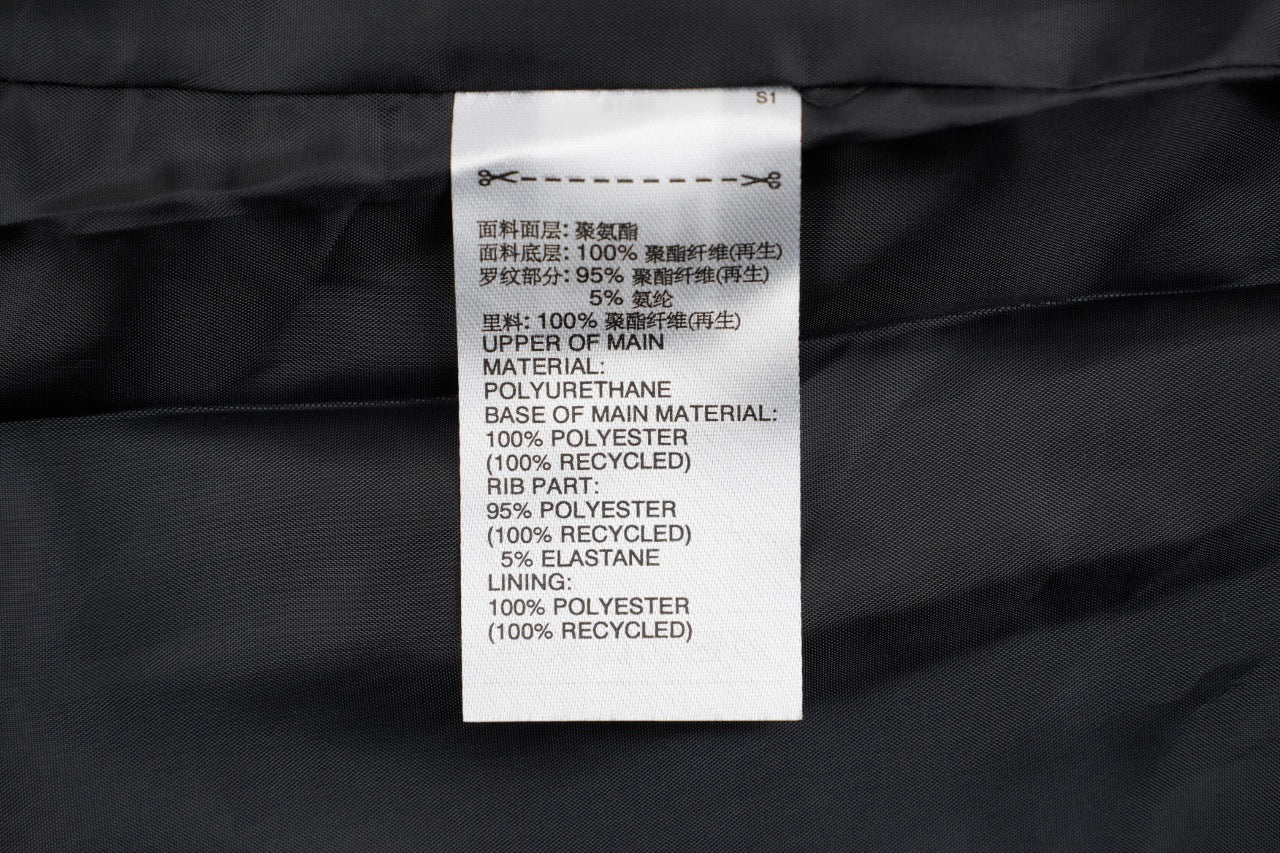 S1
面料面层: 聚氨酯
面料底层: 100% 聚酯纤维(再生)
罗纹部分: 95% 聚酯纤维(再生)
5% 氨纶
里料: 100% 聚酯纤维(再生)
UPPER OF MAIN
MATERIAL:
POLYURETHANE
BASE OF MAIN MATERIAL:
100% POLYESTER
(100% RECYCLED)
RIB PART:
95% POLYESTER
(100% RECYCLED)
5% ELASTANE
LINING:
100% POLYESTER
(100% RECYCLED)